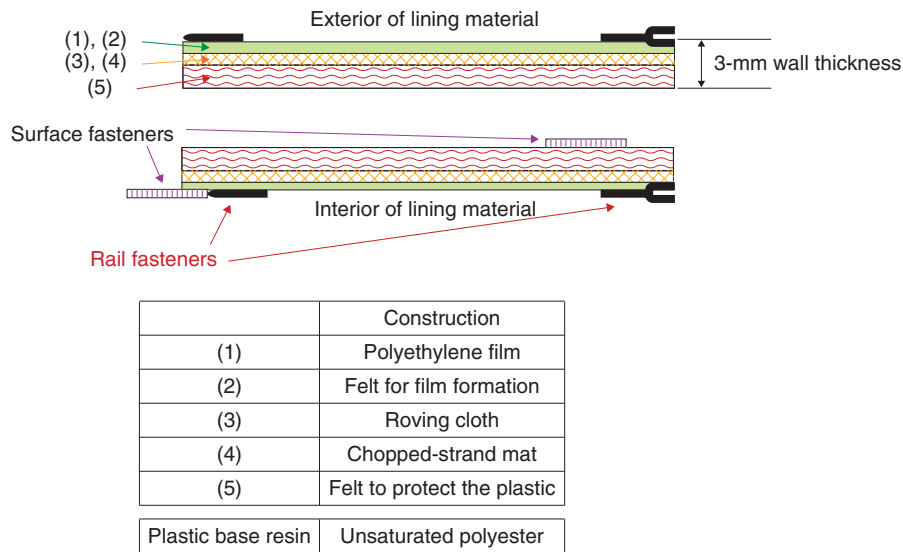 Exterior of lining material
(1), (2)
(3), (4)
(5)
3-mm wall thickness
Surface fasteners
Interior of lining material
Rail fasteners
Construction
(1) Polyethylene film
(2) Felt for film formation
(3) Roving cloth
(4) Chopped-strand mat
(5) Felt to protect the plastic
Plastic base resin Unsaturated polyester